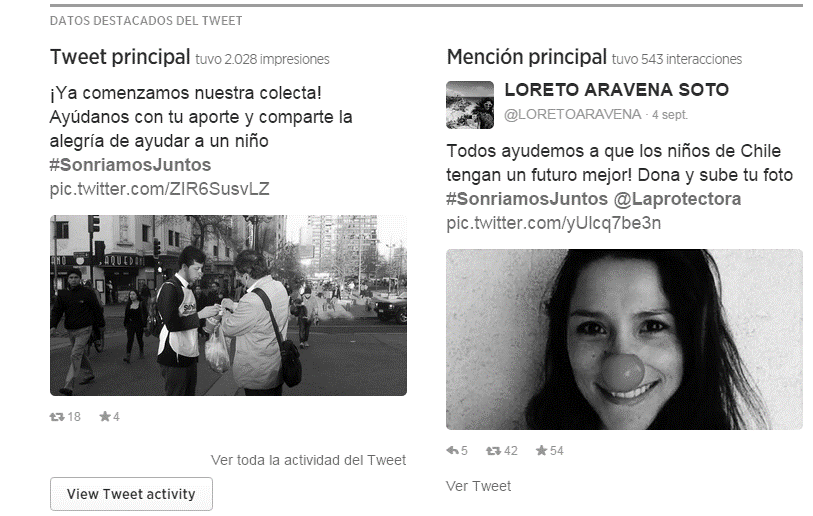 DATOS DESTACADOS DEL TWEET
Tweet principal tuvo 2.028 impresiones
¡Ya comenzamos nuestra colecta!
Ayúdanos con tu aporte y comparte la
alegría de ayudar a un niño
#SonriamosJuntos
pic.twitter.com/ZIR6SusvLZ
18 4
Ver toda la actividad del Tweet
View Tweet activity
Mención principal tuvo 543 interacciones
LORETO ARAVENA SOTO
@LORETOARAVENA · 4 sept.
Todos ayudemos a que los niños de Chile
tengan un futuro mejor! Dona y sube tu foto
#SonriamosJuntos @Laprotectora
pic.twitter.com/yUlcq7be3n
5 42 54
Ver Tweet